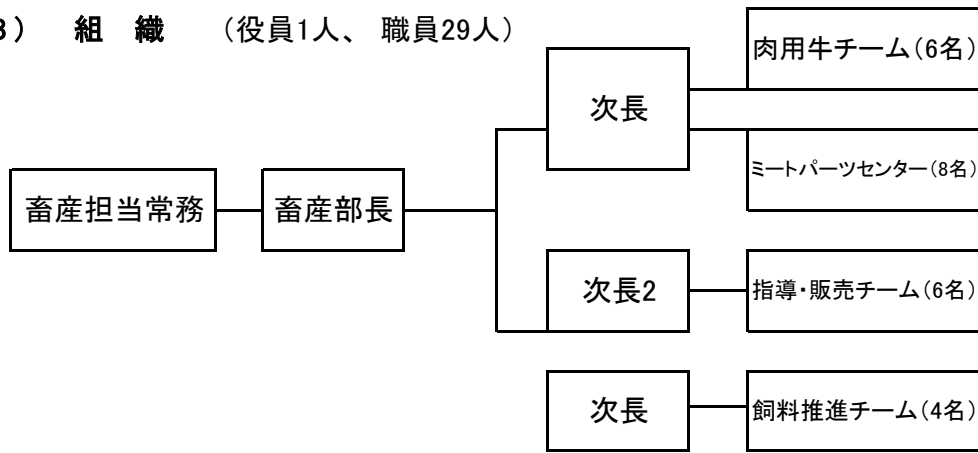 3) 組 織 (役員1人、 職員29人)
肉用牛チーム(6名)
次長
ミートパーツセンター(8名)
畜産担当常務
畜産部長
次長2
指導・販売チーム(6名)
次長
飼料推進チーム(4名)